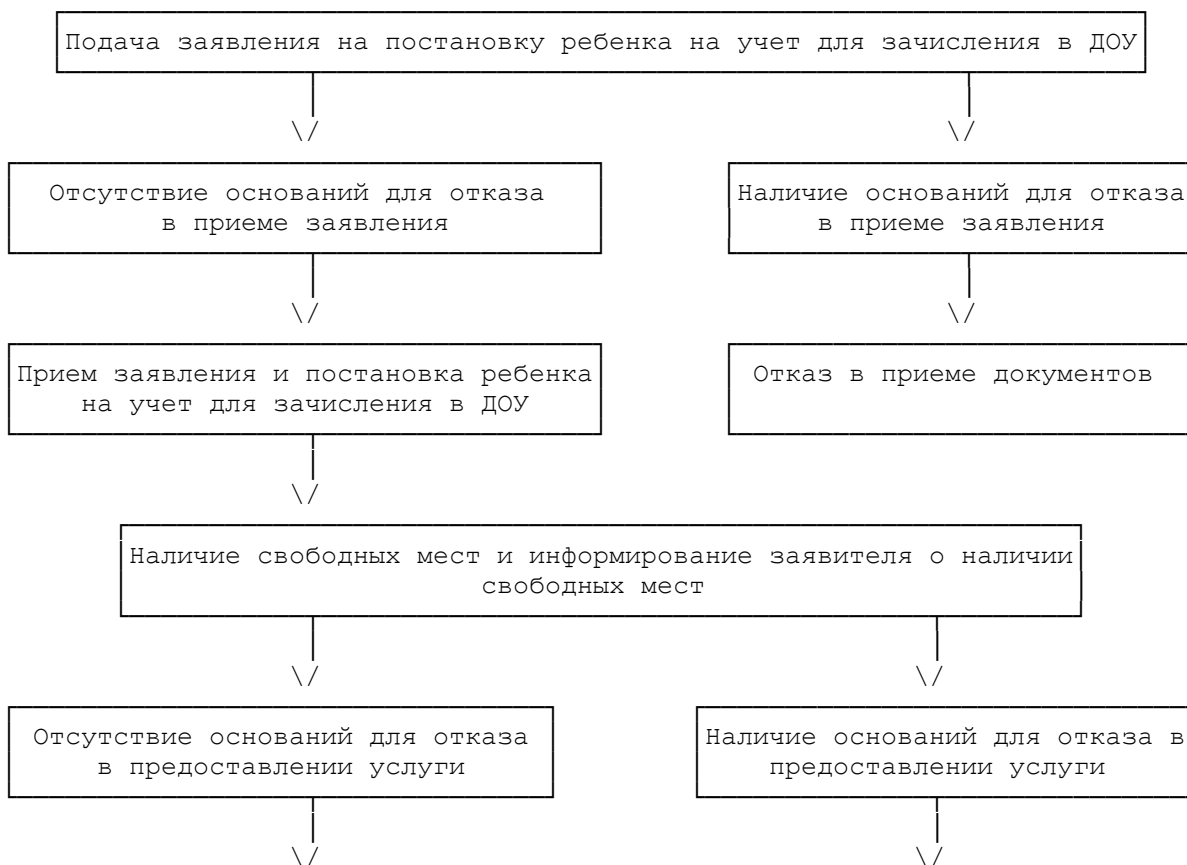 Подача заявления на постановку ребенка на учет для зачисления в ДОУ
Отсутствие оснований для отказа
в приеме заявления
Наличие оснований для отказа
в приеме заявления
Прием заявления и постановка ребенка
на учет для зачисления в ДОУ
Отказ в приеме документов
Наличие свободных мест и информирование заявителя о наличии
свободных мест
Отсутствие оснований для отказа
в предоставлении услуги
Наличие оснований для отказа в
предоставлении услуги